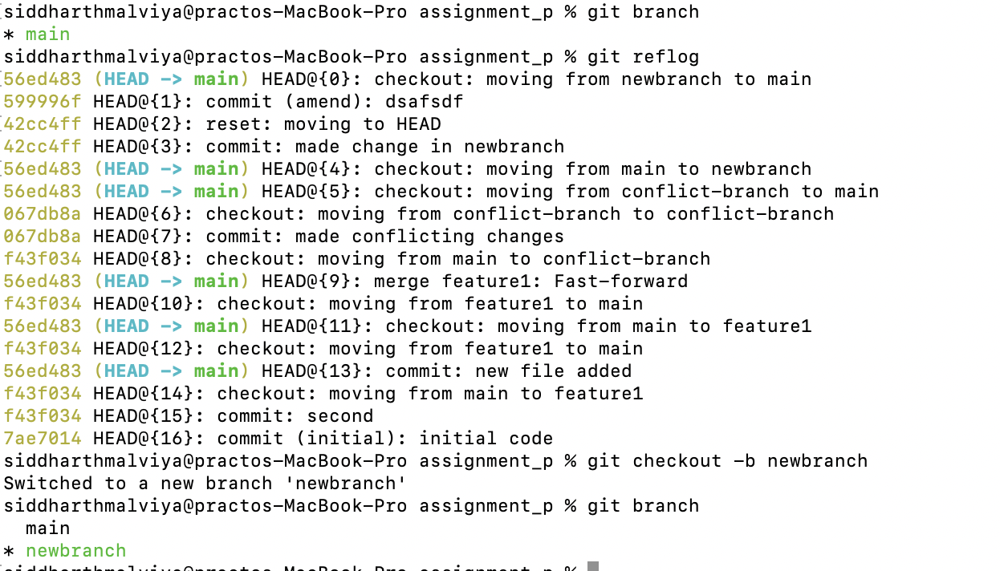 siddharthmalviya@practos-MacBook-Pro assignment_p % git branch
* main
siddharthmalviya@practos-MacBook-Pro assignment_p % git reflog
56ed483 (HEAD -> main) HEAD@{0}: checkout: moving from newbranch to main
599996f HEAD@{1}: commit (amend): dsafsdf
42cc4ff HEAD@{2}: reset: moving to HEAD
42cc4ff HEAD@{3}: commit: made change in newbranch
56ed483 (HEAD -> main) HEAD@{4}: checkout: moving from main to newbranch
56ed483 (HEAD -> main) HEAD@{5}: checkout: moving from conflict-branch to main
067db8a HEAD@{6}: checkout: moving from conflict-branch to conflict-branch
067db8a HEAD@{7}: commit: made conflicting changes
f43f034 HEAD@{8}: checkout: moving from main to conflict-branch
56ed483 (HEAD -> main) HEAD@{9}: merge feature1: Fast-forward
f43f034 HEAD@{10}: checkout: moving from feature1 to main
56ed483 (HEAD -> main) HEAD@{11}: checkout: moving from main to feature1
f43f034 HEAD@{12}: checkout: moving from feature1 to main
56ed483 (HEAD -> main) HEAD@{13}: commit: new file added
f43f034 HEAD@{14}: checkout: moving from main to feature1
f43f034 HEAD@{15}: commit: second
7ae7014 HEAD@{16}: commit (initial): initial code
siddharthmalviya@practos-MacBook-Pro assignment_p % git checkout -b newbranch
Switched to a new branch 'newbranch'
siddharthmalviya@practos-MacBook-Pro assignment_p % git branch
main
* newbranch
siddharthmalviya@practos-MacBook-Pro assignment_p %